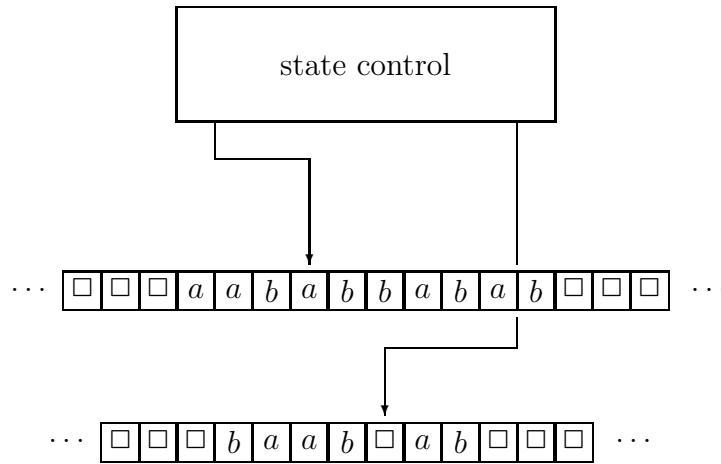 state control
··· □ □ □ a a b a b b a b a b □ □ □ ···
··· □ □ □ b a a b □ a b □ □ □ ···